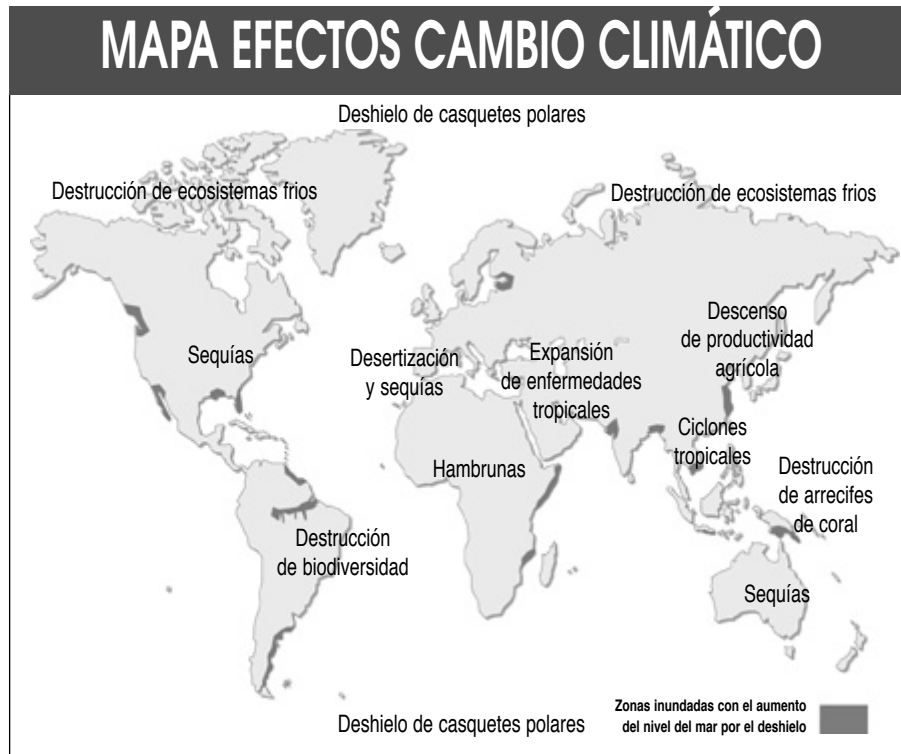 MAPA EFECTOS CAMBIO CLIMÁTICO
Deshielo de casquetes polares
Destrucción de ecosistemas frios
Destrucción de ecosistemas frios
Descenso
de productividad
agrícola
Sequías
Desertización
y sequías
Expansión
de enfermedades
tropicales
Ciclones
tropicales
Hambrunas
Destrucción
de arrecifes
de coral
Destrucción
de biodiversidad
Sequías
Zonas inundadas con el aumento
del nivel del mar por el deshielo
Deshielo de casquetes polares